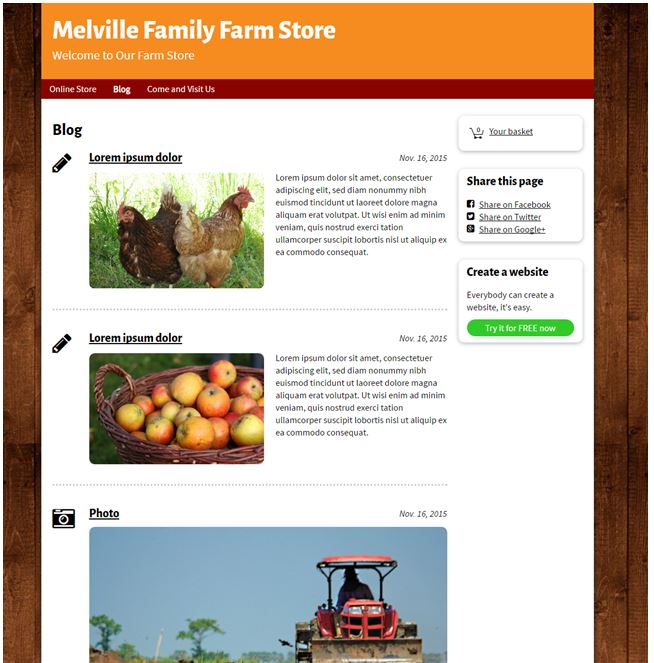 Melville Family Farm Store
Welcome to Our Farm Store
Online Store Blog Come and Visit Us
Blog
Lorem ipsum dolor
Nov. 16, 2015
Lorem ipsum dolor sit amet, consectetuer
adipiscing elit, sed diam nonummy nibh
euismod tincidunt ut laoreet dolore magna
aliquam erat volutpat. Ut wisi enim ad minim
veniam, quis nostrud exerci tation
ullamcorper suscipit lobortis nisl ut aliquip ex
ea commodo consequat.
Lorem ipsum dolor
Nov. 16, 2015
Lorem ipsum dolor sit amet, consectetuer
adipiscing elit, sed diam nonummy nibh
euismod tincidunt ut laoreet dolore magna
aliquam erat volutpat. Ut wisi enim ad minim
veniam, quis nostrud exerci tation
ullamcorper suscipit lobortis nisl ut aliquip ex
ea commodo consequat.
Photo
Nov. 16, 2015
0
Your basket
Share this page
Share on Facebook
Share on Twitter
Share on Google+
Create a website
Everybody can create a
website, it's easy.
Try it for FREE now